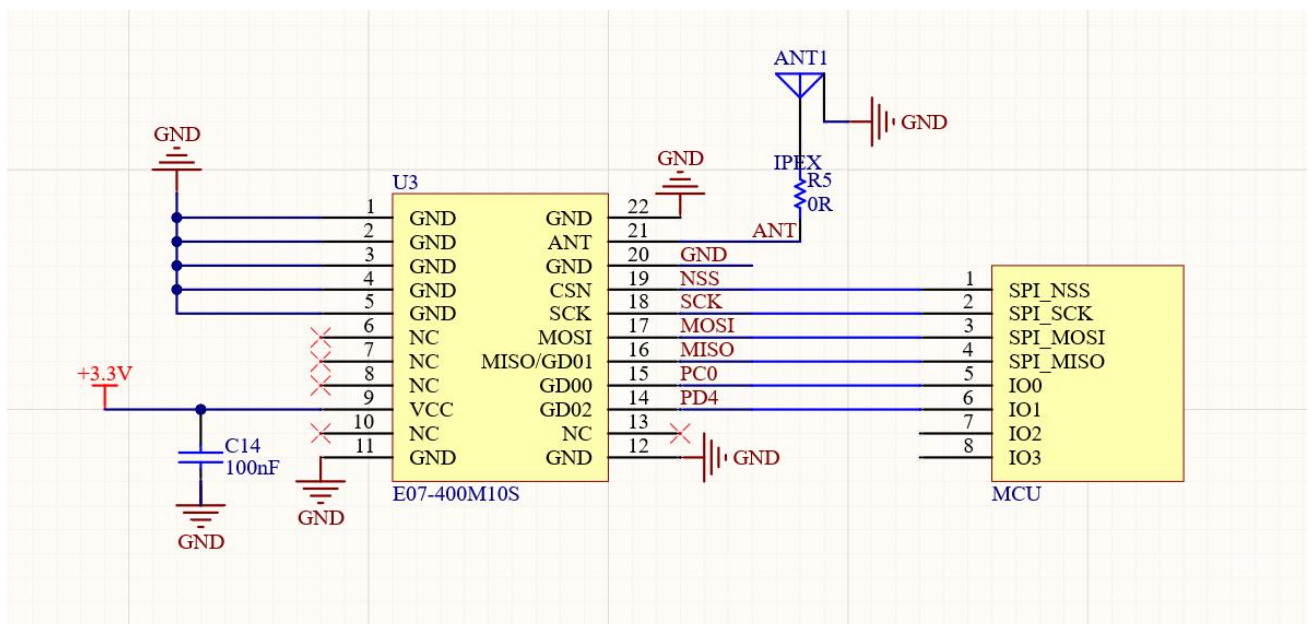 ANT1
GND
GND
GND
IPEX
R5
0R
U3
1 GND GND 22
2 GND ANT 21 ANT
3 GND GND 20 GND
4 GND CSN 19 NSS 1 SPI_NSS
5 GND SCK 18 SCK 2 SPI_SCK
6 NC MOSI 17 MOSI 3 SPI_MOSI
7 NC MISO/GD01 16 MISO 4 SPI_MISO
8 NC GD00 15 PC0 5 IO0
+3.3V
9 VCC GD02 14 PD4 6 IO1
10 NC NC 13 7 IO2
11 GND GND 12 GND 8 IO3
C14
100nF
E07-400M10S
MCU
GND
GND